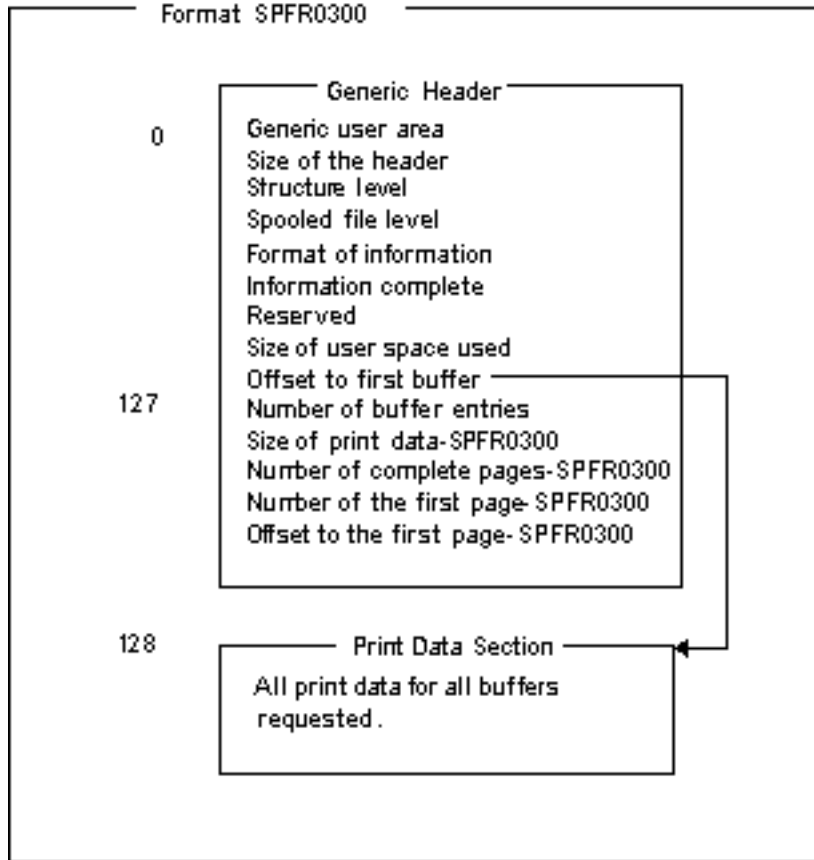 Format SPFR0300
Generic Header
0
Generic user area
Size of the header
Structure level
Spooled file level
Format of information
Information complete
Reserved
Size of user space used
Offset to first buffer
127
Number of buffer entries
Size of print data-SPFR0300
Number of complete pages-SPFR0300
Number of the first page-SPFR0300
Offset to the first page-SPFR0300
128
Print Data Section
All print data for all buffers
requested.